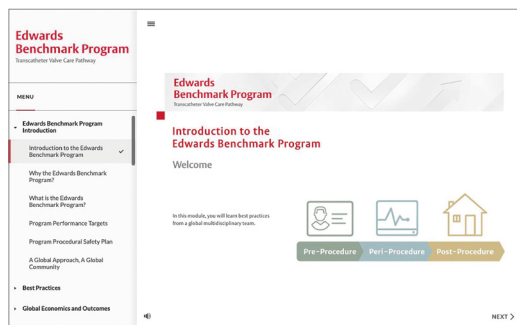 Edwards
Benchmark Program
Transcatheter Valve Care Pathway
MENU
Edwards Benchmark Program
Introduction
Introduction to the Edwards
Benchmark Program
Why the Edwards Benchmark
Program?
What is the Edwards
Benchmark Program?
Program Performance Targets
Program Procedural Safety Plan
A Global Approach, A Global
Community
Best Practices
Global Economics and Outcomes
Edwards
Benchmark Program
Transcatheter Valve Care Pathway
Introduction to the
Edwards Benchmark Program
Welcome
In this module, you will learn best practices
from a global multidisciplinary team.
Pre-Procedure Peri-Procedure Post-Procedure
NEXT